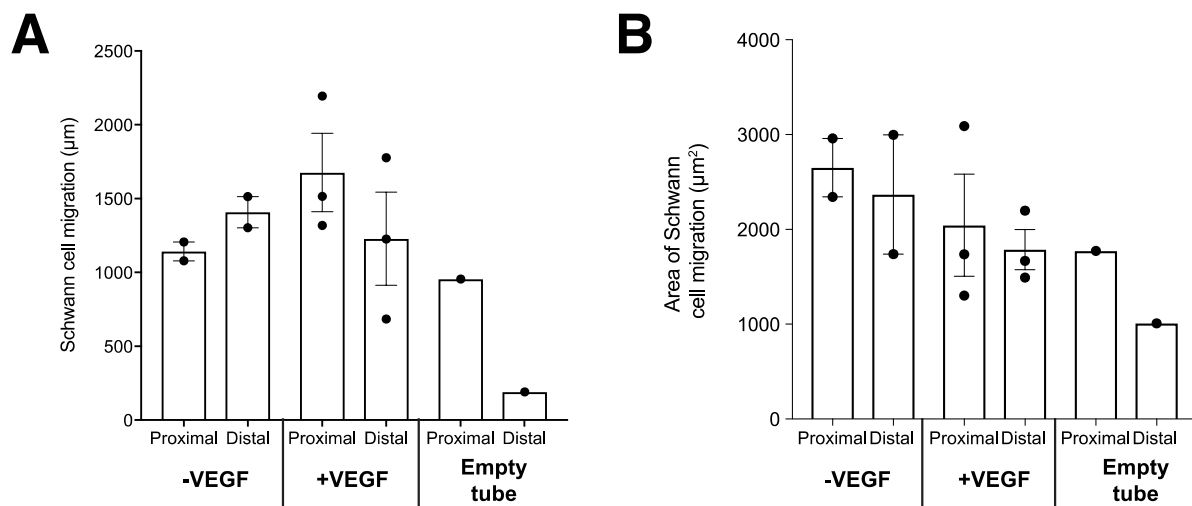 A
Schwann cell migration (µm)
2500
2000
1500
1000
500
0
Proximal Distal Proximal Distal Proximal Distal
-VEGF +VEGF Empty
tube
B
Area of Schwann
cell migration (µm²)
4000
3000
2000
1000
0
Proximal Distal Proximal Distal Proximal Distal
-VEGF +VEGF Empty
tube